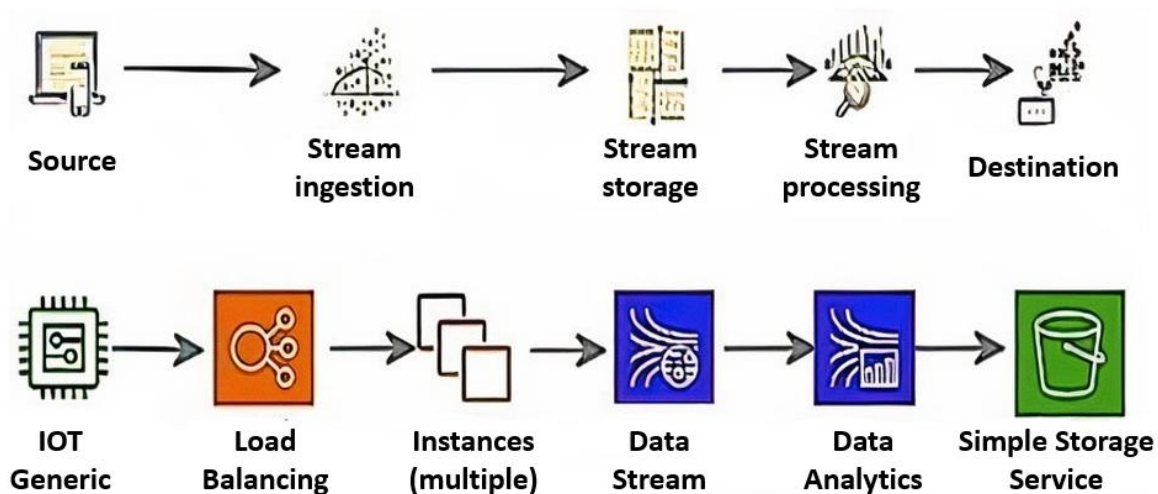 Source
Stream
ingestion
Stream
storage
Stream
processing
Destination
IOT
Generic
Load
Balancing
Instances
(multiple)
Data
Stream
Data
Analytics
Simple Storage
Service